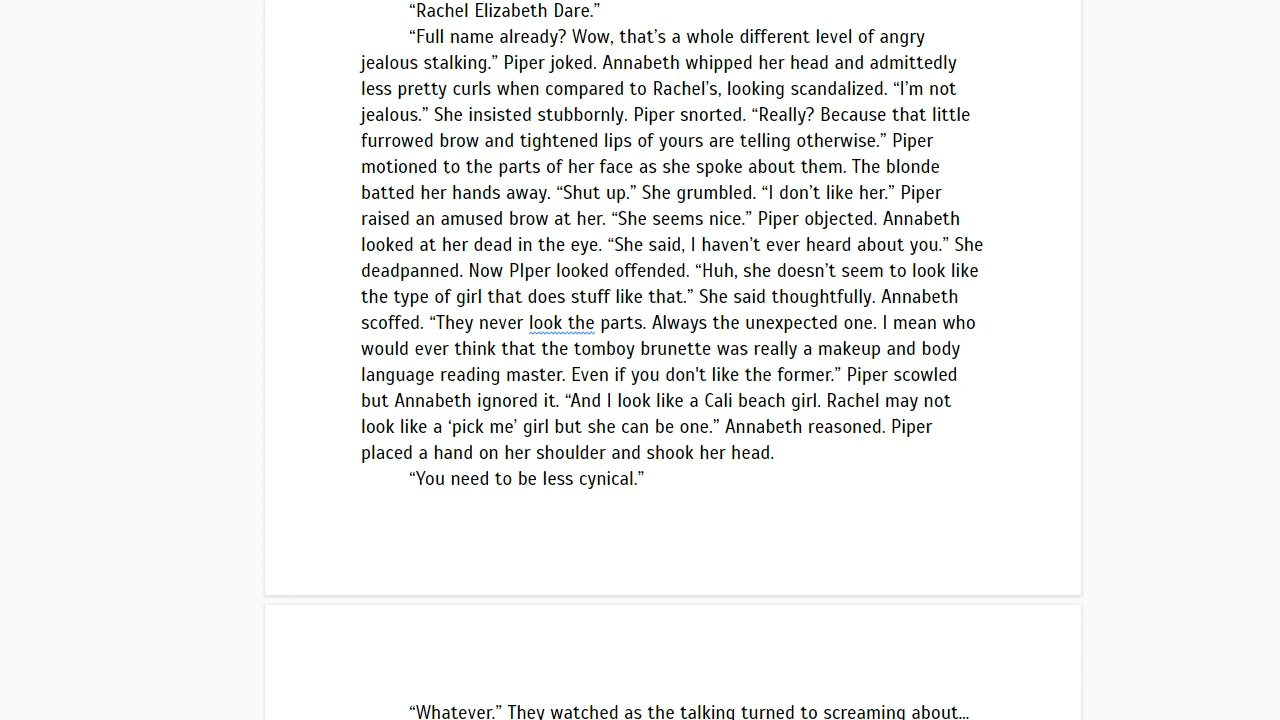 “Rachel Elizabeth Dare.”
“Full name already? Wow, that’s a whole different level of angry
jealous stalking.” Piper joked. Annabeth whipped her head and admittedly
less pretty curls when compared to Rachel’s, looking scandalized. “I’m not
jealous.” She insisted stubbornly. Piper snorted. “Really? Because that little
furrowed brow and tightened lips of yours are telling otherwise.” Piper
motioned to the parts of her face as she spoke about them. The blonde
batted her hands away. “Shut up.” She grumbled. “I don’t like her.” Piper
raised an amused brow at her. “She seems nice.” Piper objected. Annabeth
looked at her dead in the eye. “She said, I haven’t ever heard about you.” She
deadpanned. Now PIper looked offended. “Huh, she doesn’t seem to look like
the type of girl that does stuff like that.” She said thoughtfully. Annabeth
scoffed. “They never look the parts. Always the unexpected one. I mean who
would ever think that the tomboy brunette was really a makeup and body
language reading master. Even if you don't like the former.” Piper scowled
but Annabeth ignored it. “And I look like a Cali beach girl. Rachel may not
look like a ‘pick me’ girl but she can be one.” Annabeth reasoned. Piper
placed a hand on her shoulder and shook her head.
“You need to be less cynical.”
“Whatever.” They watched as the talking turned to screaming about…